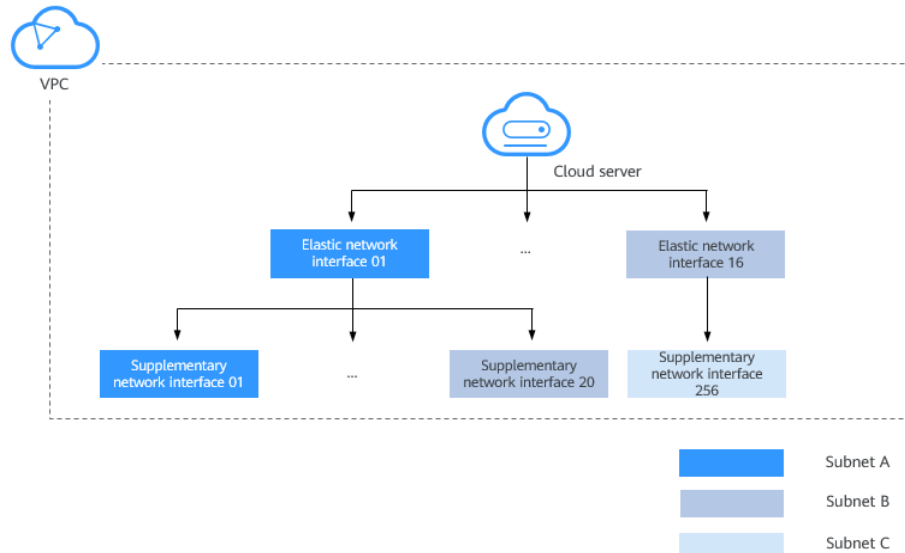 VPC
Cloud server
Elastic network
interface 01
...
Elastic network
interface 16
Supplementary
network interface 01
...
Supplementary
network interface 20
Supplementary
network interface
256
Subnet A
Subnet B
Subnet C